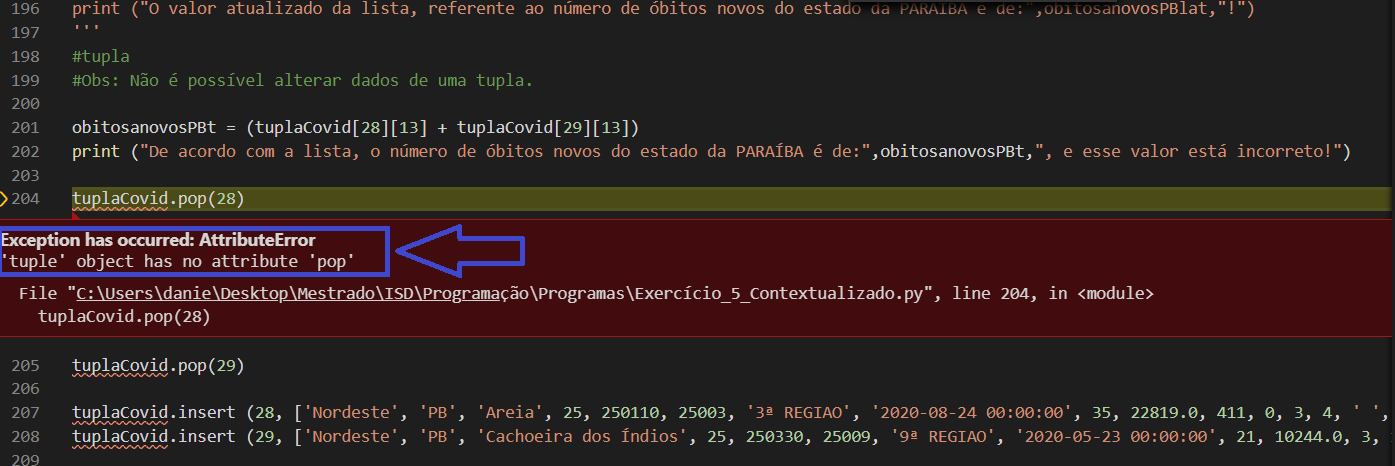 196 print ("O valor atualizado da lista, referente ao número de óbitos novos do estado da PARAÍBA é de:",obitosanovosPBlat,"!")
197 '''
198 #tupla
199 #Obs: Não é possível alterar dados de uma tupla.
200
201 obitosanovosPBt = (tuplaCovid[28][13] + tuplaCovid[29][13])
202 print ("De acordo com a lista, o número de óbitos novos do estado da PARAÍBA é de:",obitosanovosPBt,", e esse valor está incorreto!")
203
204 tuplaCovid.pop(28)
Exception has occurred: AttributeError
'tuple' object has no attribute 'pop'
File "C:\Users\danie\Desktop\Mestrado\ISD\Programação\Programas\Exercício_5_Contextualizado.py", line 204, in <module>
tuplaCovid.pop(28)
205 tuplaCovid.pop(29)
206
207 tuplaCovid.insert (28, ['Nordeste', 'PB', 'Areia', 25, 250110, 25003, '3ª REGIAO', '2020-08-24 00:00:00', 35, 22819.0, 411, 0, 3, 4, ' ',
208 tuplaCovid.insert (29, ['Nordeste', 'PB', 'Cachoeira dos Índios', 25, 250330, 25009, '9ª REGIAO', '2020-05-23 00:00:00', 21, 10244.0, 3,
209